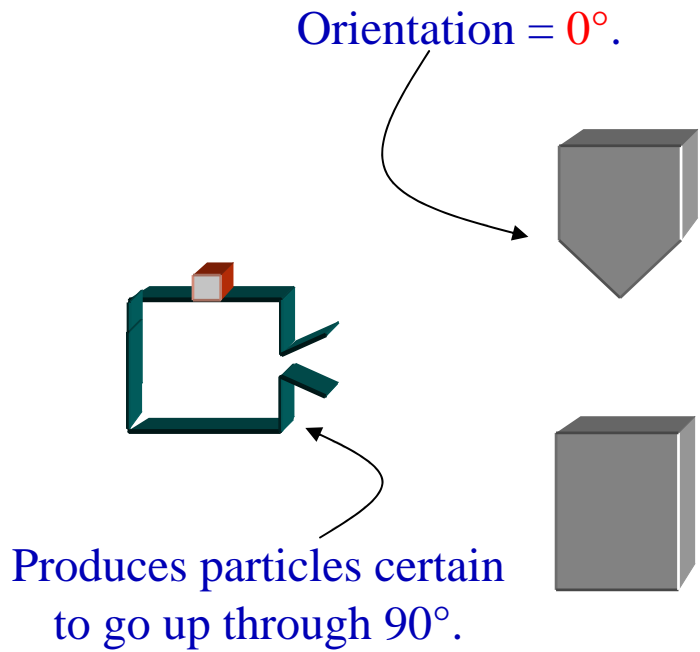 Orientation = 0°.
Produces particles certain
to go up through 90°.